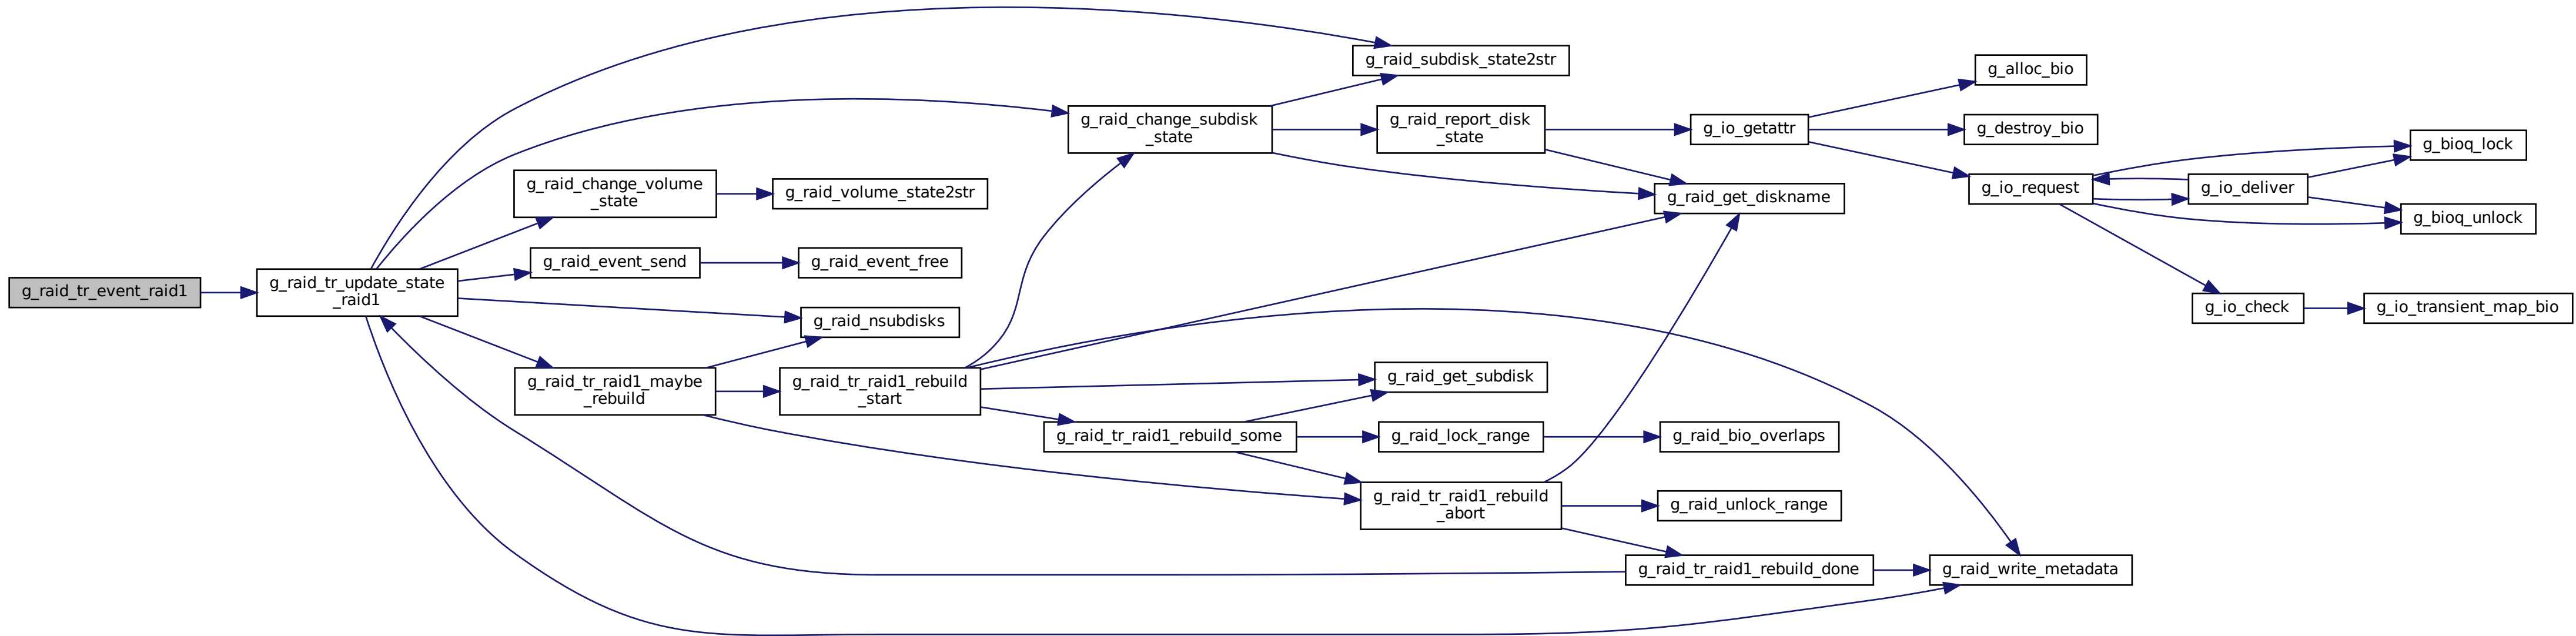 g_raid_tr_event_raid1
g_raid_tr_update_state
_raid1
g_raid_subdisk_state2str
g_raid_change_subdisk
_state
g_raid_change_volume
_state
g_raid_volume_state2str
g_raid_event_send
g_raid_event_free
g_raid_nsubdisks
g_raid_tr_raid1_maybe
_rebuild
g_raid_tr_raid1_rebuild
_start
g_raid_report_disk
_state
g_io_getattr
g_alloc_bio
g_destroy_bio
g_io_request
g_io_deliver
g_bioq_lock
g_bioq_unlock
g_io_check
g_io_transient_map_bio
g_raid_get_diskname
g_raid_get_subdisk
g_raid_tr_raid1_rebuild_some
g_raid_lock_range
g_raid_bio_overlaps
g_raid_tr_raid1_rebuild
_abort
g_raid_unlock_range
g_raid_tr_raid1_rebuild_done
g_raid_write_metadata